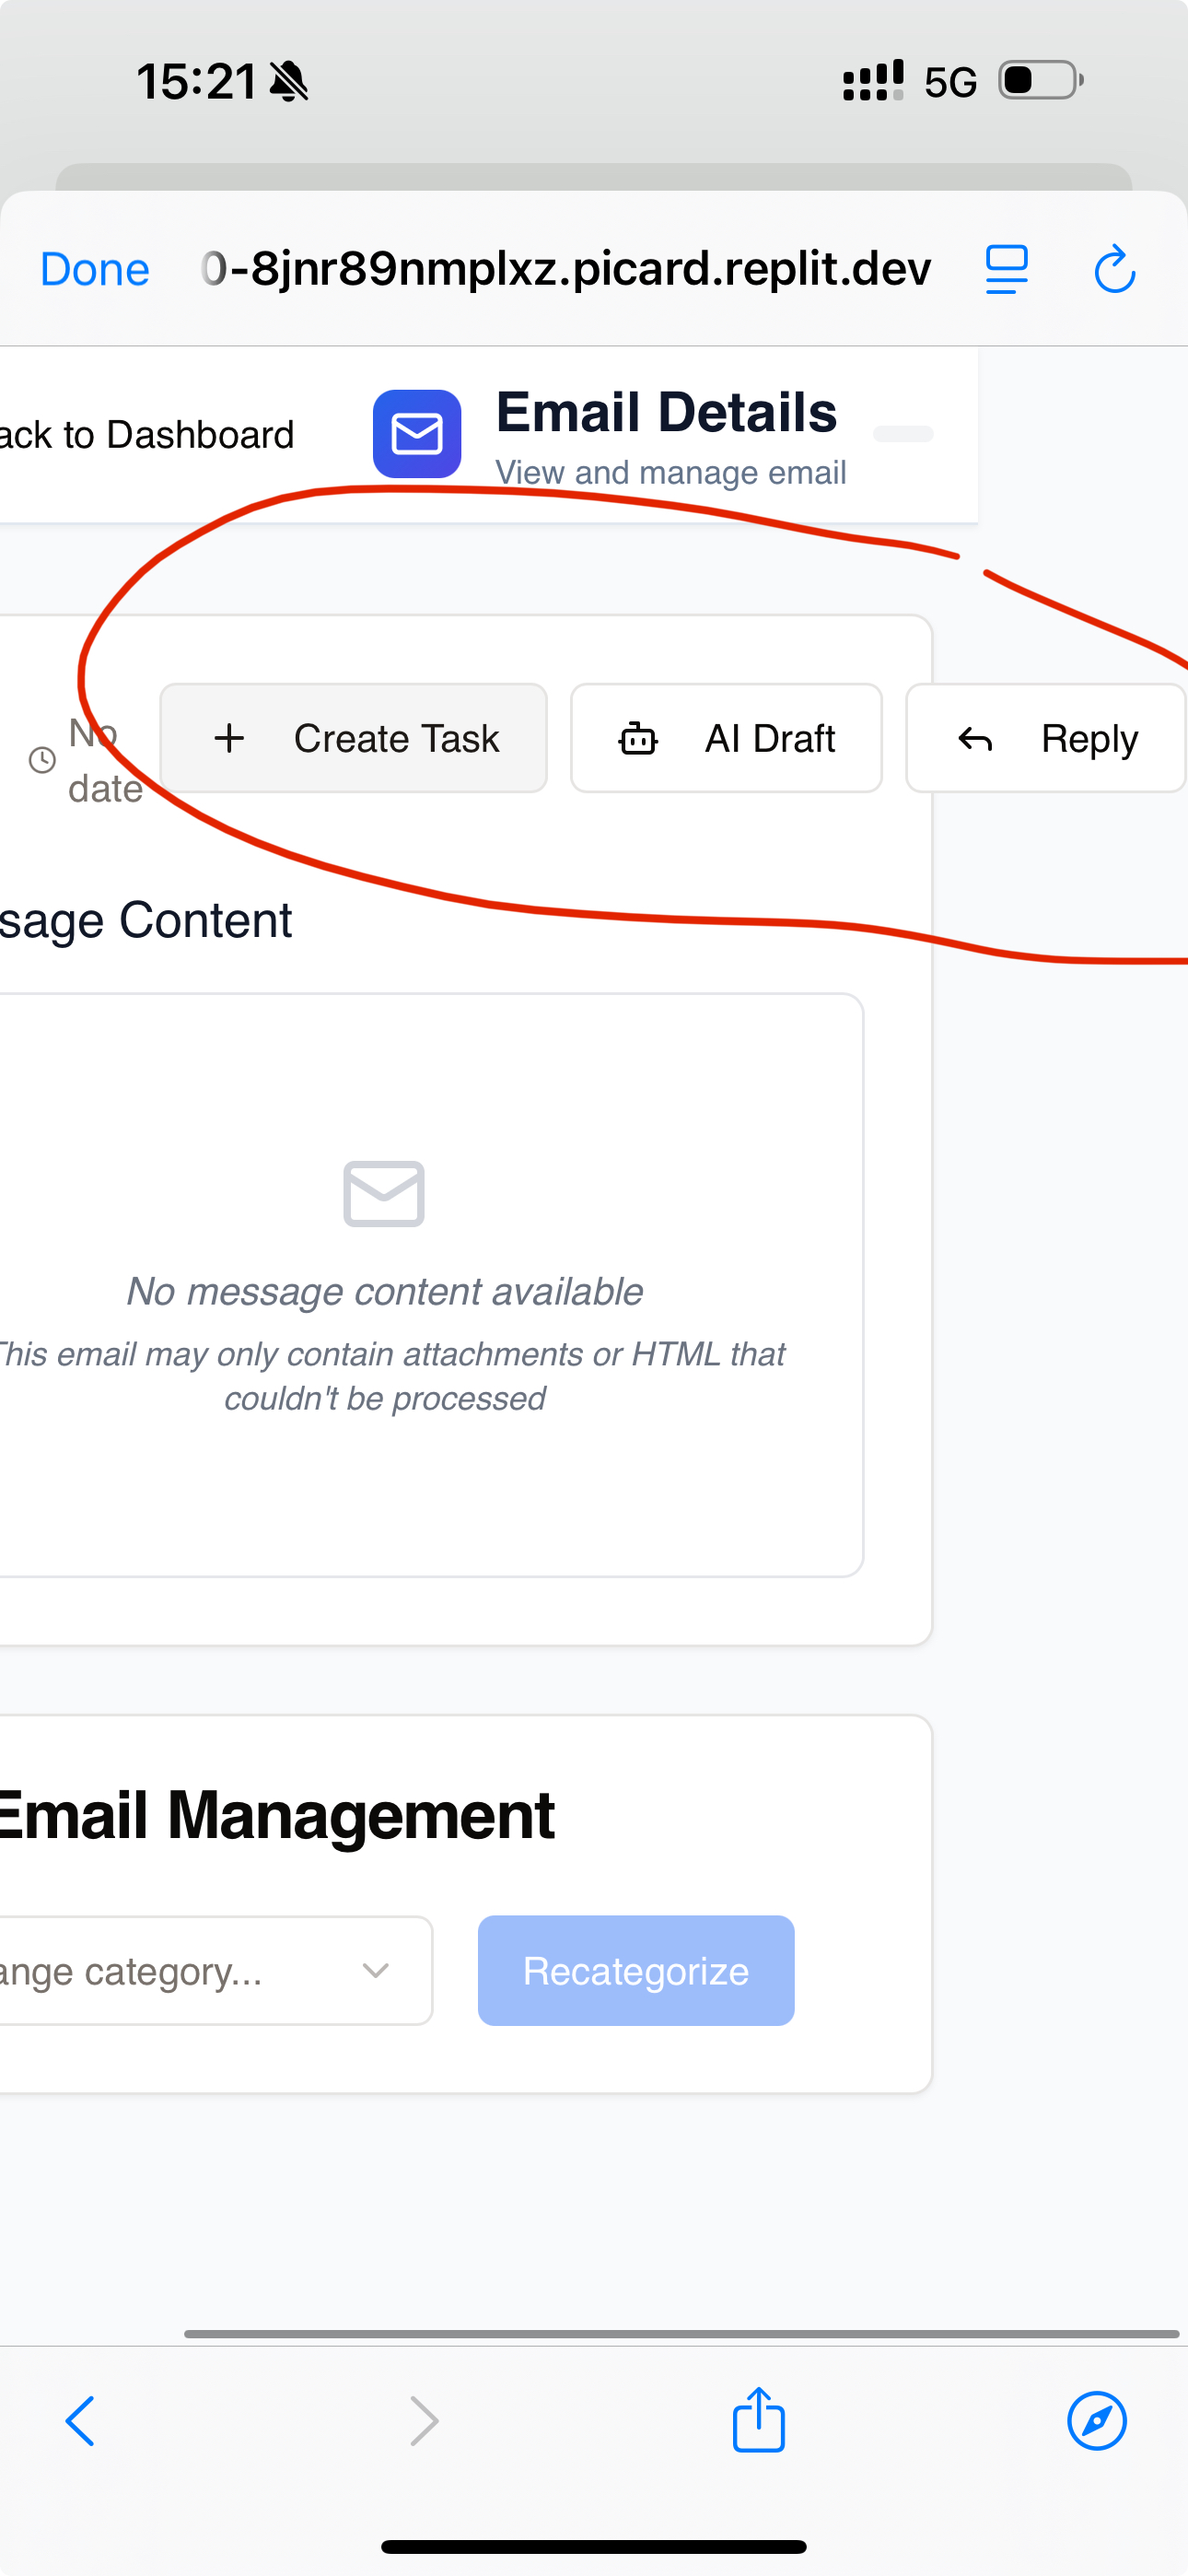 15:21 5G
Done 0-8jnr89nmplxz.picard.replit.dev
ack to Dashboard
Email Details
View and manage email
No
date
Create Task
AI Draft
Reply
sage Content
No message content available
This email may only contain attachments or HTML that
couldn't be processed
Email Management
ange category...
Recategorize